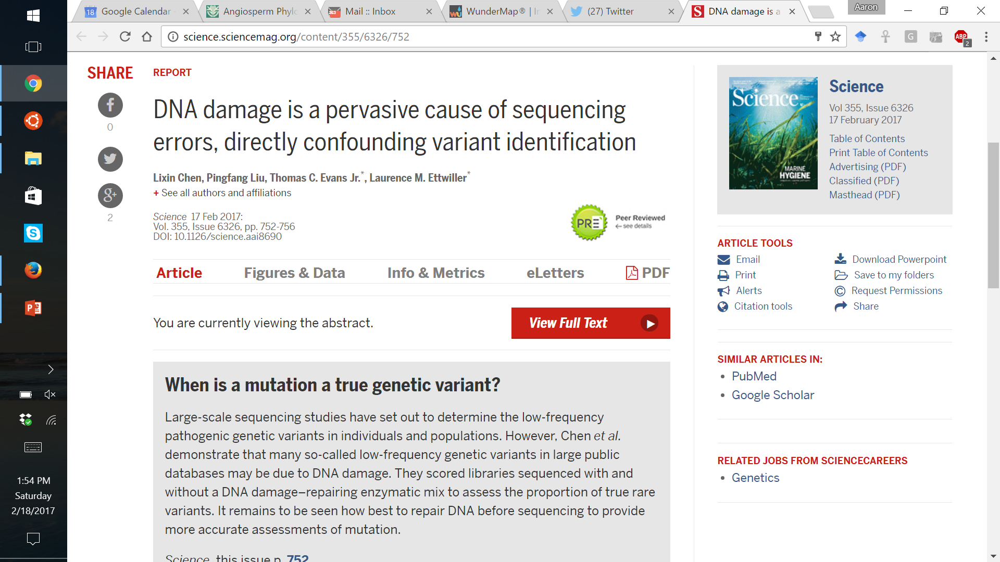 Google Calendar
Angiosperm Phylo
Mail :: Inbox
WunderMap® | In
(27) Twitter
DNA damage is a
Aaron
science.sciencemag.org/content/355/6326/752
ABP
2
SHARE
0
2
REPORT
DNA damage is a pervasive cause of sequencing
errors, directly confounding variant identification
Lixin Chen, Pingfang Liu, Thomas C. Evans Jr.*, Laurence M. Ettwiller*
+ See all authors and affiliations
Science 17 Feb 2017:
Vol. 355, Issue 6326, pp. 752-756
DOI: 10.1126/science.aai8690
PRE
Peer Reviewed
←see details
Article
Figures & Data
Info & Metrics
eLetters
PDF
You are currently viewing the abstract.
View Full Text
When is a mutation a true genetic variant?
Large-scale sequencing studies have set out to determine the low-frequency
pathogenic genetic variants in individuals and populations. However, Chen et al.
demonstrate that many so-called low-frequency genetic variants in large public
databases may be due to DNA damage. They scored libraries sequenced with and
without a DNA damage–repairing enzymatic mix to assess the proportion of true rare
variants. It remains to be seen how best to repair DNA before sequencing to provide
more accurate assessments of mutation.
Science, this issue p. 752
Science
MARINE
HYGIENE
Science
Vol 355, Issue 6326
17 February 2017
Table of Contents
Print Table of Contents
Advertising (PDF)
Classified (PDF)
Masthead (PDF)
ARTICLE TOOLS
Email
Print
Alerts
Citation tools
Download Powerpoint
Save to my folders
Request Permissions
Share
SIMILAR ARTICLES IN:
PubMed
Google Scholar
RELATED JOBS FROM SCIENCECAREERS
Genetics
1:54 PM
Saturday
2/18/2017